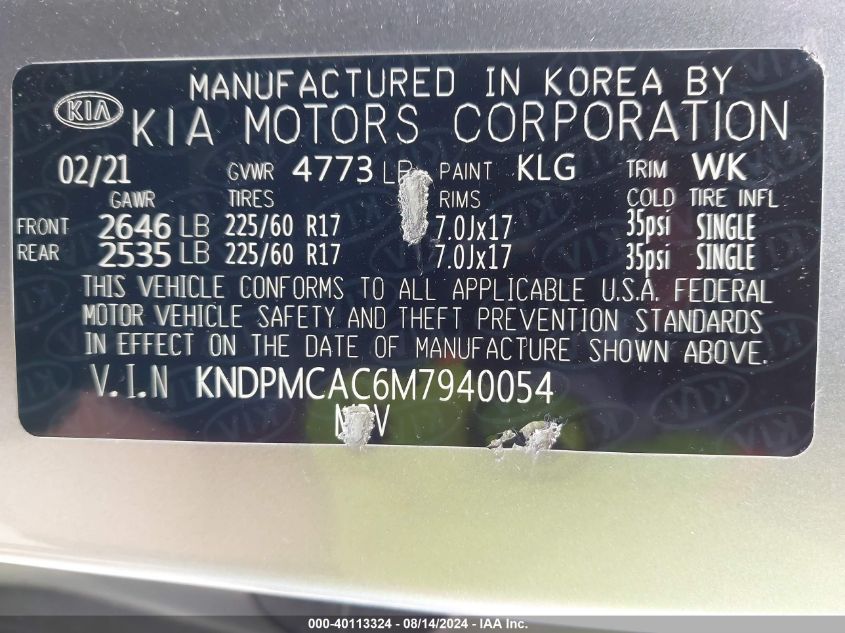 MANUFACTURED IN KOREA BY
KIA KIA MOTORS CORPORATION
02/21 GVWR 4773 LB PAINT KLG TRIM WK
GAWR TIRES RIMS COLD TIRE INFL
FRONT 2646 LB 225/60 R17 7.0Jx17 35psi SINGLE
REAR 2535 LB 225/60 R17 7.0Jx17 35psi SINGLE
THIS VEHICLE CONFORMS TO ALL APPLICABLE U.S.A. FEDERAL
MOTOR VEHICLE SAFETY AND THEFT PREVENTION STANDARDS
IN EFFECT ON THE DATE OF MANUFACTURE SHOWN ABOVE.
V.I.N KNDPMCAC6M7940054
000-40113324 - 08/14/2024 - IAA Inc.